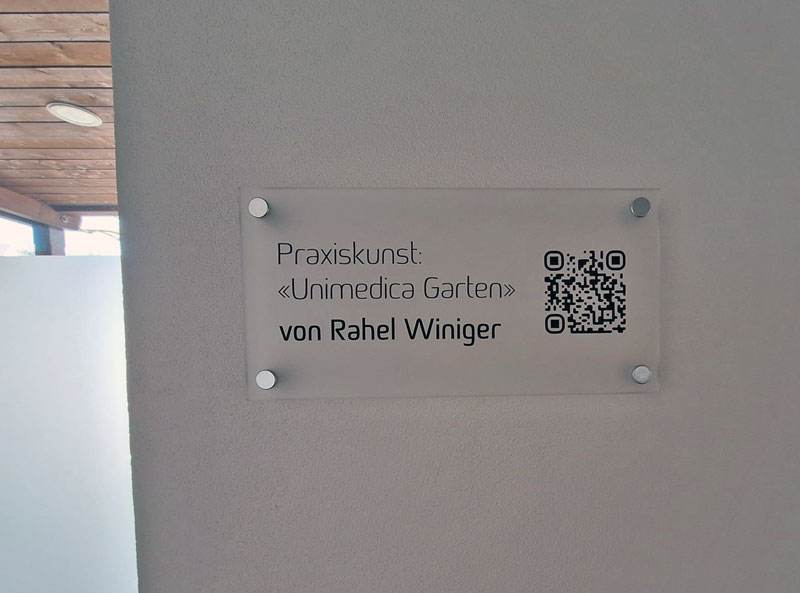 Praxiskunst:
«Unimedica Garten»
von Rahel Winiger